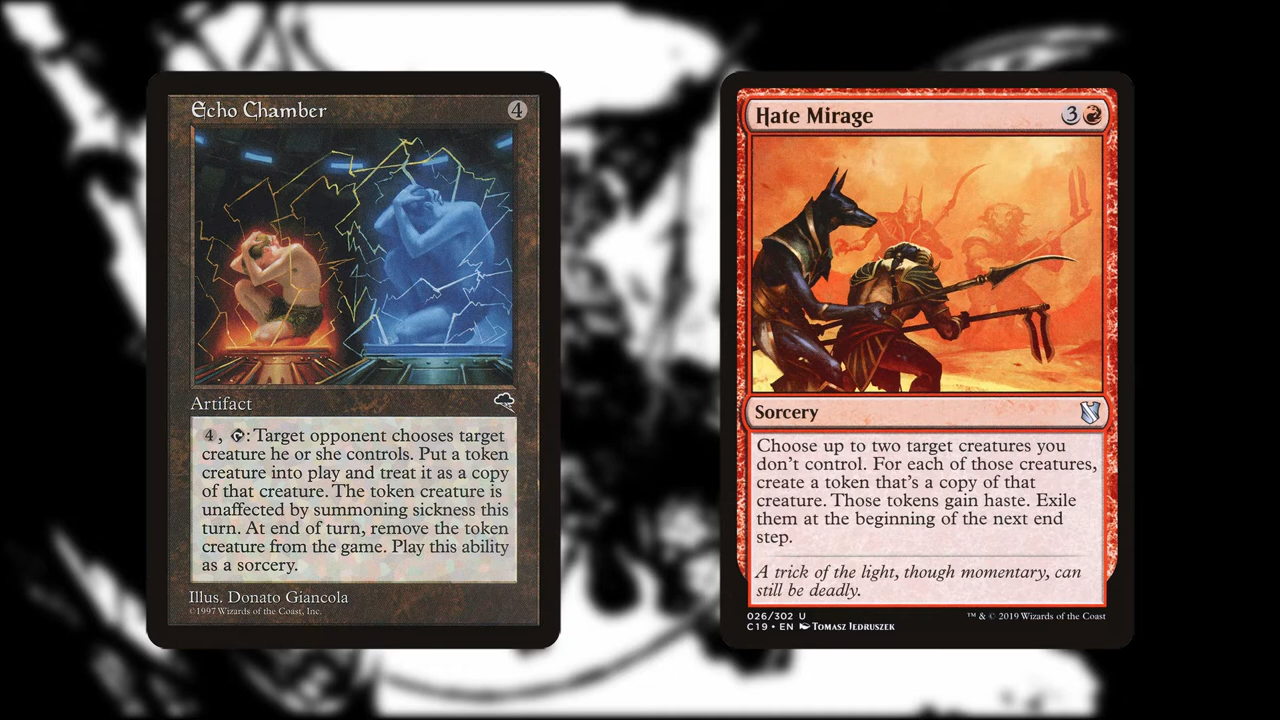 Echo Chamber
4
Artifact
4, : Target opponent chooses target
creature he or she controls. Put a token
creature into play and treat it as a copy
of that creature. The token creature is
unaffected by summoning sickness this
turn. At end of turn, remove the token
creature from the game. Play this ability
as a sorcery.
Illus. Donato Giancola
©1997 Wizards of the Coast, Inc.
Hate Mirage
3
Sorcery
Choose up to two target creatures you
don't control. For each of those creatures,
create a token that's a copy of that
creature. Those tokens gain haste. Exile
them at the beginning of the next end
step.
A trick of the light, though momentary, can
still be deadly.
026/302 U
C19 • EN Tomasz Jedruszek
™ & © 2019 Wizards of the Coast